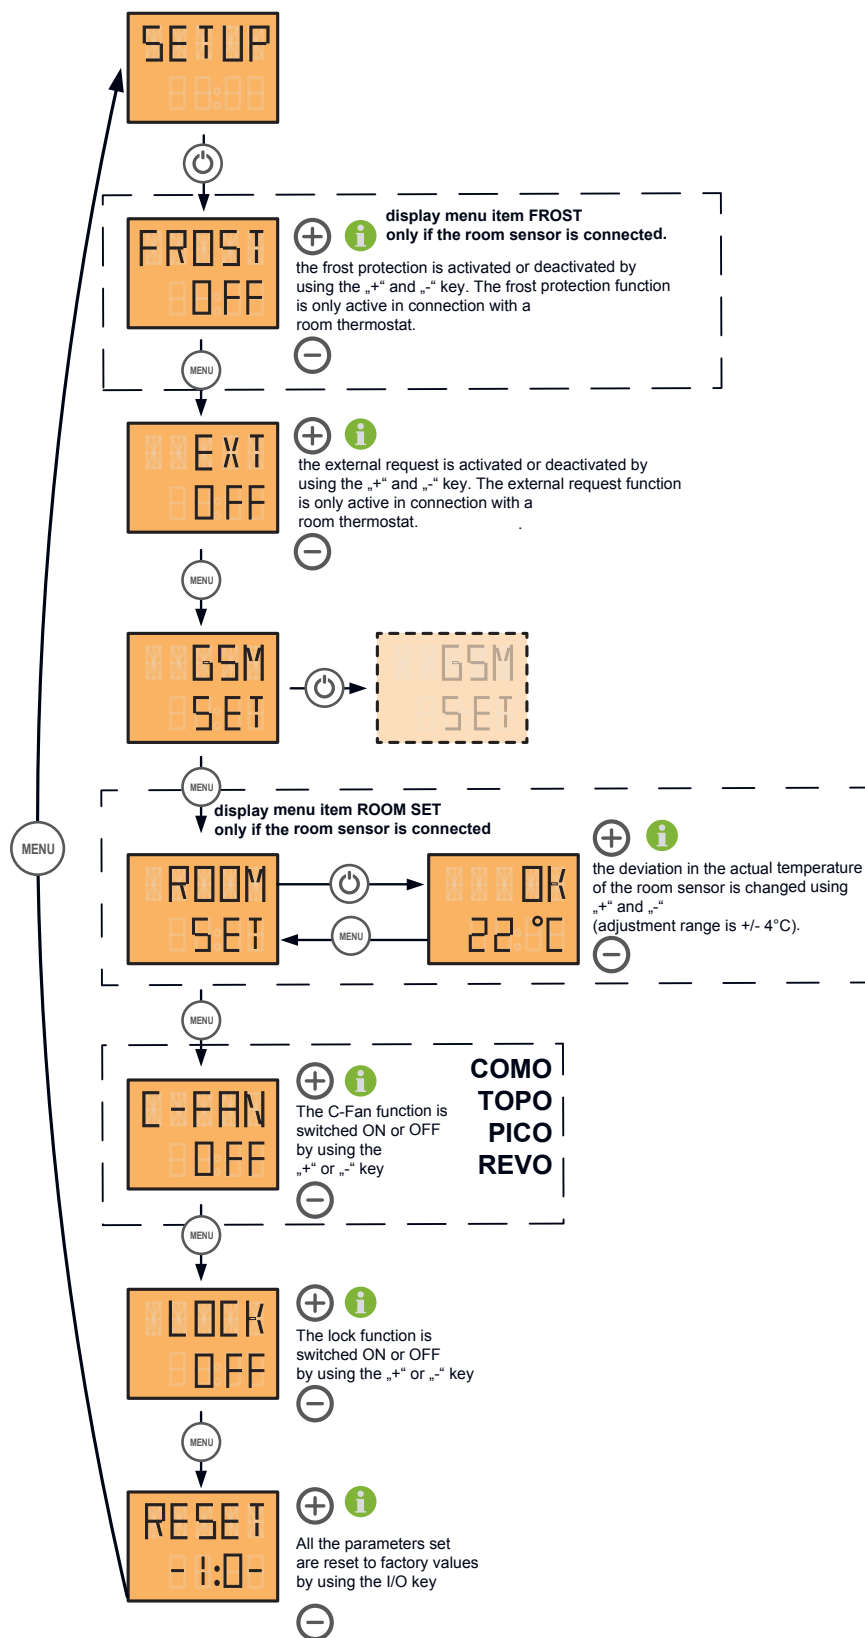 SETUP
display menu item FROST
only if the room sensor is connected.
FROST
OFF
the frost protection is activated or deactivated by
using the „+“ and „-“ key. The frost protection function
is only active in connection with a
room thermostat.
MENU
EXT
OFF
the external request is activated or deactivated by
using the „+“ and „-“ key. The external request function
is only active in connection with a
room thermostat. .
MENU
GSM
SET
GSM
SET
MENU
display menu item ROOM SET
only if the room sensor is connected
MENU
ROOM
SET
MENU
OK
22 °C
the deviation in the actual temperature
of the room sensor is changed using
„+“ and „-“
(adjustment range is +/- 4°C).
MENU
C-FAN
OFF
The C-Fan function is
switched ON or OFF
by using the
„+“ or „-“ key
COMO
TOPO
PICO
REVO
MENU
LOCK
OFF
The lock function is
switched ON or OFF
by using the „+“ or „-“ key
MENU
RESET
-1:0-
All the parameters set
are reset to factory values
by using the I/O key